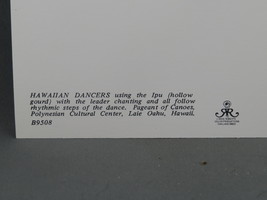 HAWAIIAN DANCERS using the Ipu (hollow
gourd) with the leader chanting and all follow
rhythmic steps of the dance. Pageant of Canoes,
Polynesian Cultural Center, Laie Oahu, Hawaii.
B9508